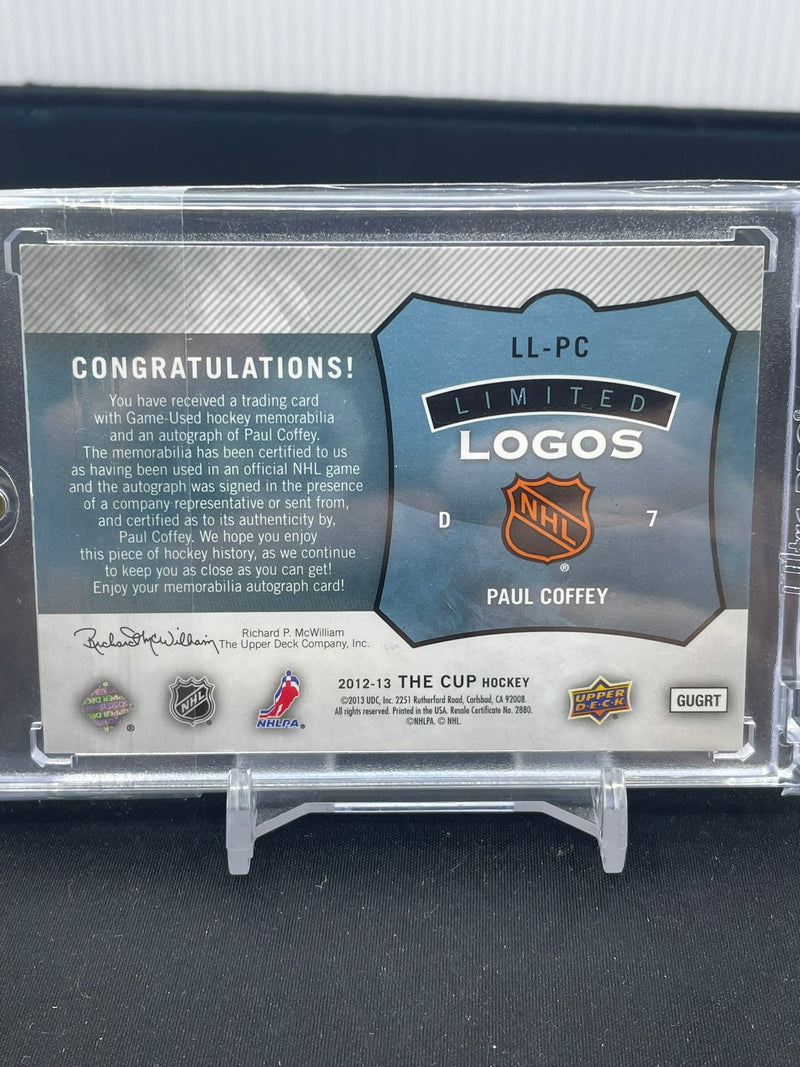 CONGRATULATIONS!
You have received a trading card
with Game-Used hockey memorabilia
and an autograph of Paul Coffey.
The memorabilia has been certified to us
as having been used in an official NHL game
and the autograph was signed in the presence
of a company representative or sent from,
and certified as to its authenticity by,
Paul Coffey. We hope you enjoy
this piece of hockey history, as we continue
to keep you as close as you can get!
Enjoy your memorabilia autograph card!
Richard McWilliam
Richard P. McWilliam
The Upper Deck Company, Inc.
LL-PC
LIMITED
LOGOS
D
NHL
®
7
PAUL COFFEY
®
NHL
®
NHLPA®
2012-13 THE CUP HOCKEY
©2013 UDC, Inc. 2251 Rutherford Road, Carlsbad, CA 92008.
All rights reserved. Printed in the USA. Resale Certificate No. 2880.
©NHLPA. © NHL.
UPPER
DECK
GUGRT